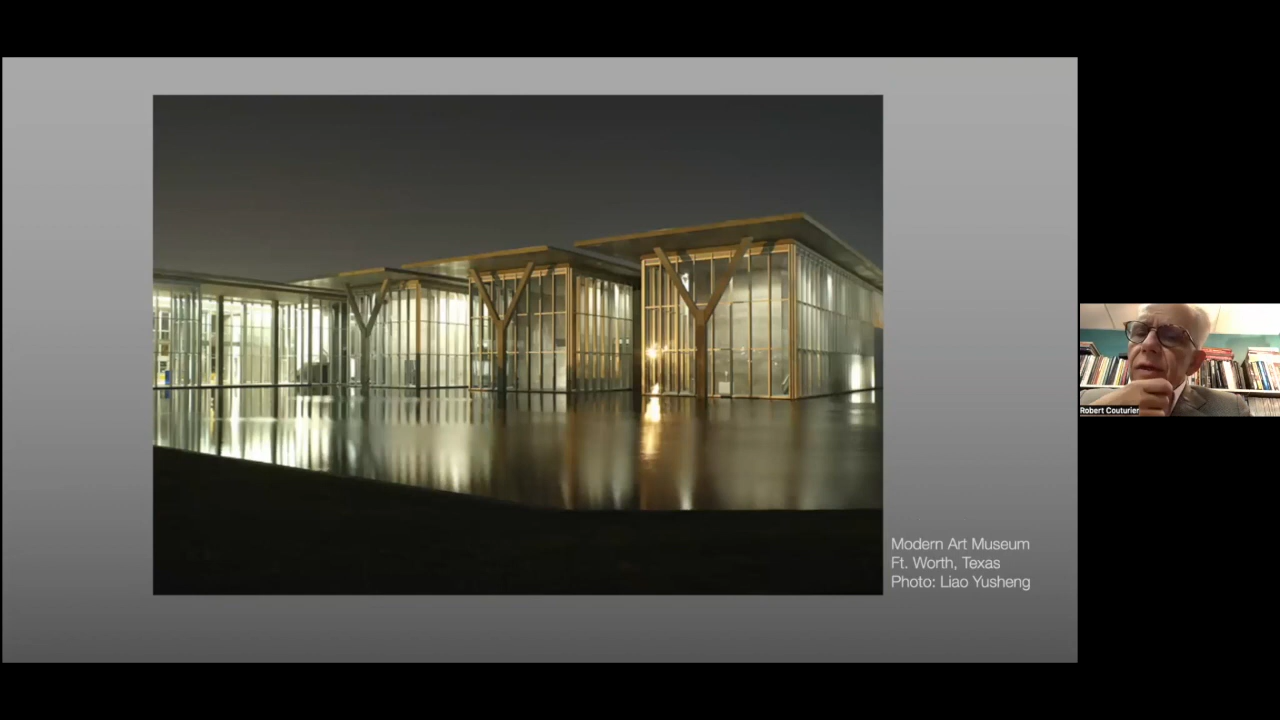 Modern Art Museum
Ft. Worth, Texas
Photo: Liao Yusheng
Robert Couturier